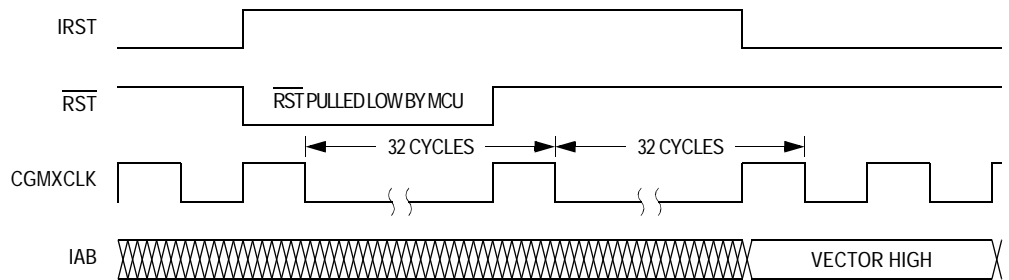 IRST
RST
RST PULLED LOW BY MCU
32 CYCLES
32 CYCLES
CGMXCLK
IAB
VECTOR HIGH